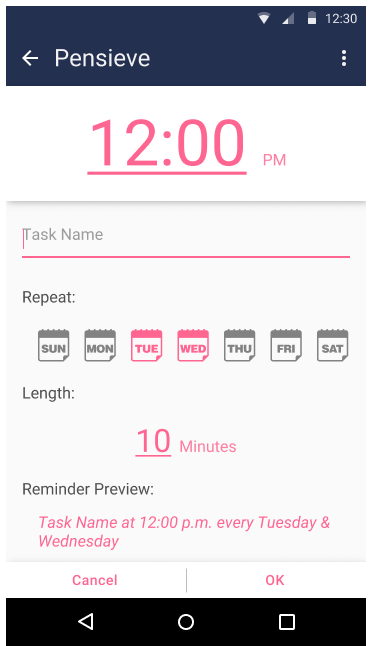 12:30
Pensieve
12:00 PM
Task Name
Repeat:
SUN MON TUE WED THU FRI SAT
Length:
10 Minutes
Reminder Preview:
Task Name at 12:00 p.m. every Tuesday &
Wednesday
Cancel OK